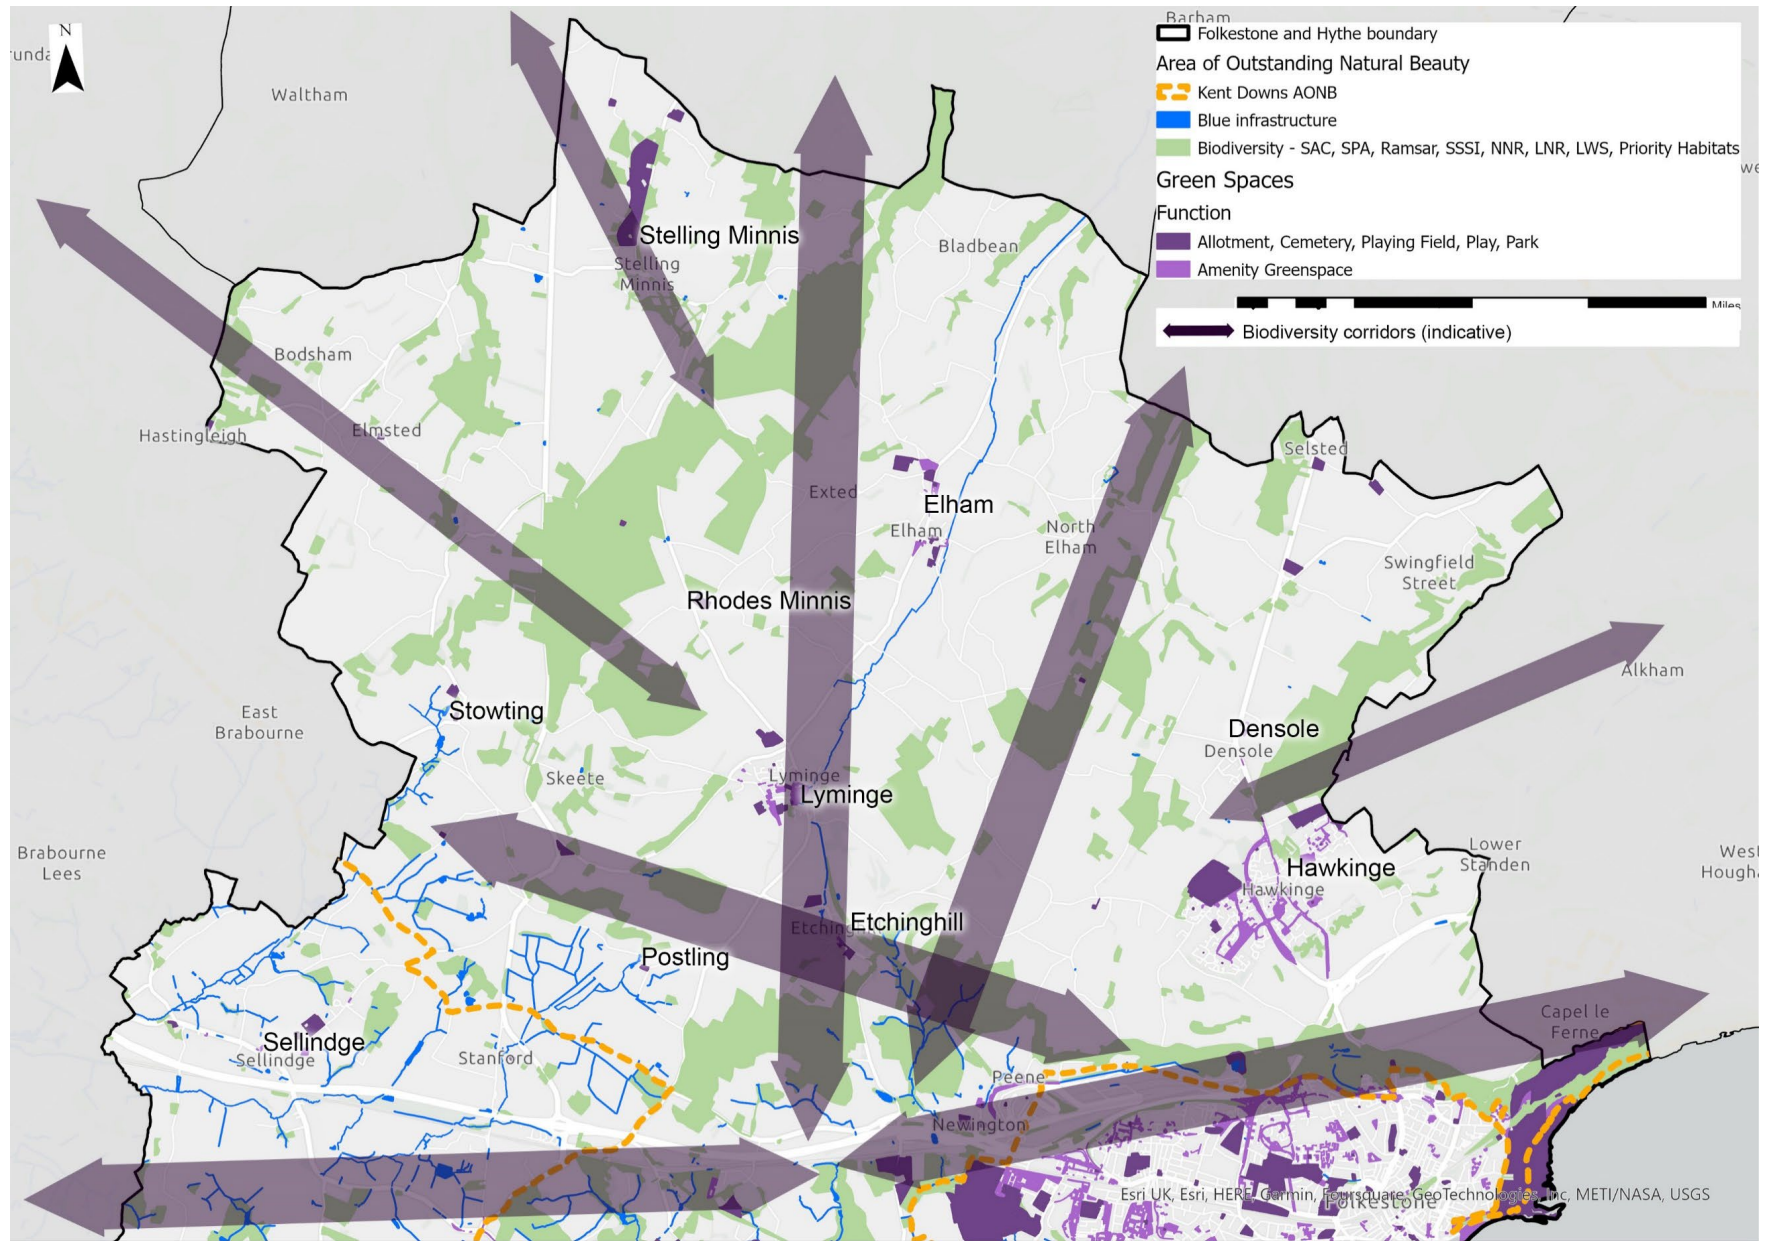 N
Barham
Folkestone and Hythe boundary
Area of Outstanding Natural Beauty
Kent Downs AONB
Blue infrastructure
Biodiversity - SAC, SPA, Ramsar, SSSI, NNR, LNR, LWS, Priority Habitats
Green Spaces
Function
Allotment, Cemetery, Playing Field, Play, Park
Amenity Greenspace
Miles
Biodiversity corridors (indicative)
Waltham
Stelling Minnis
Stelling
Minnis
Bladbean
Bodsham
Hastingleigh
Elmsted
Selsted
Exted
Elham
Elham
North
Elham
Swingfield
Street
Rhodes Minnis
Alkham
Stowting
East
Brabourne
Densole
Densole
Skeete
Lyminge
Lyminge
Brabourne
Lees
Lower
Standen
West
Hawkinge
Hawkinge
Etchinghill
Postling
Sellindge
Sellindge
Stanford
Capel le
Ferne
Peene
Newington
Esri UK, Esri, HERE, Garmin, Foursquare, GeoTechnologies, Inc, METI/NASA, USGS
Folkestone